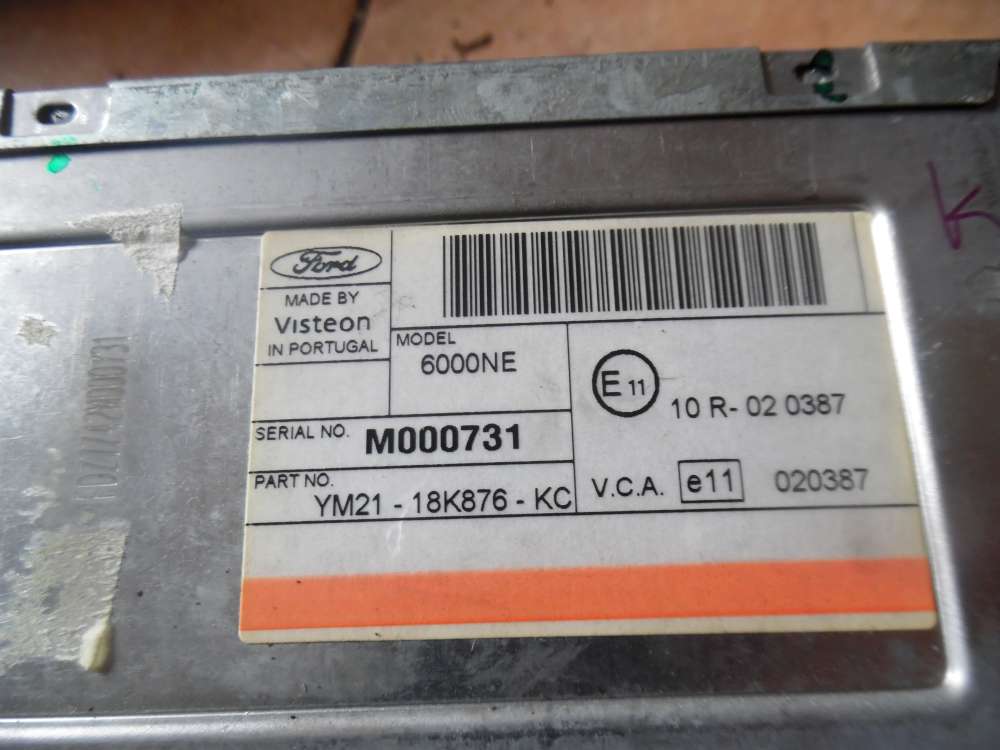 Ford
MADE BY
Visteon
IN PORTUGAL
MODEL
6000NE
E 11
10 R- 02 0387
SERIAL NO. M000731
PART NO.
YM21 - 18K876 - KC
V.C.A. e11 020387
K